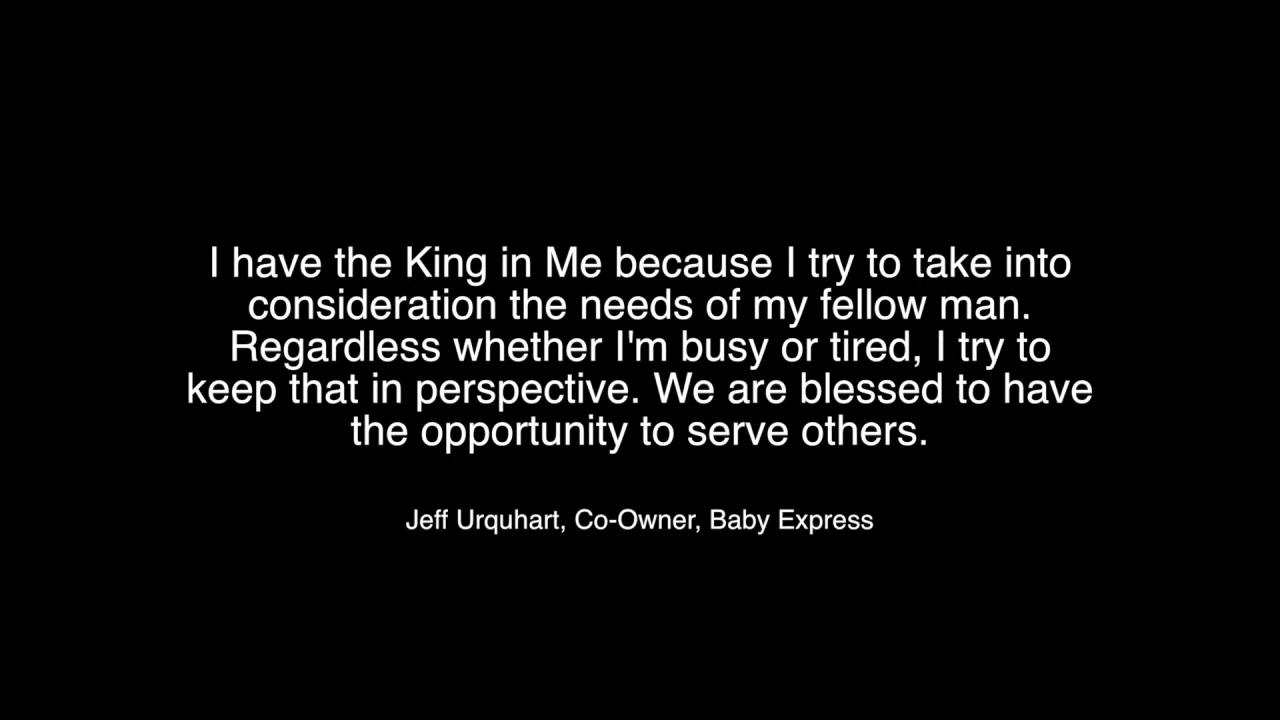 I have the King in Me because I try to take into
consideration the needs of my fellow man.
Regardless whether I'm busy or tired, I try to
keep that in perspective. We are blessed to have
the opportunity to serve others.
Jeff Urquhart, Co-Owner, Baby Express